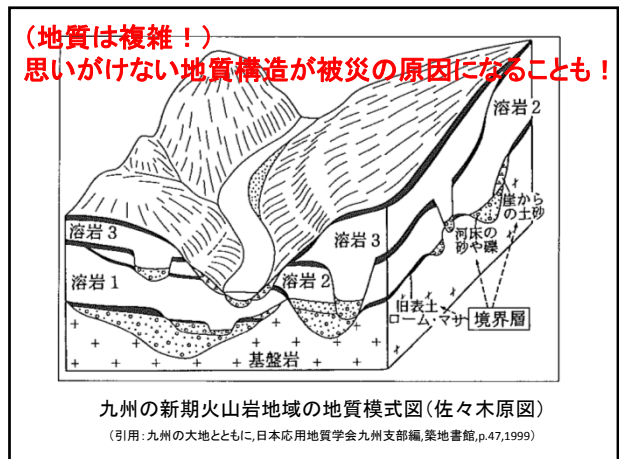 （地質は複雑！）
思いがけない地質構造が被災の原因になることも！
溶岩2
溶岩3
溶岩3
溶岩1
溶岩2
崖から
の土砂
河床の
砂や礫
旧表土
ローム・マサ
境界層
基盤岩
九州の新期火山岩地域の地質模式図(佐々木原図)
(引用:九州の大地とともに,日本応用地質学会九州支部編,築地書館,p.47,1999)